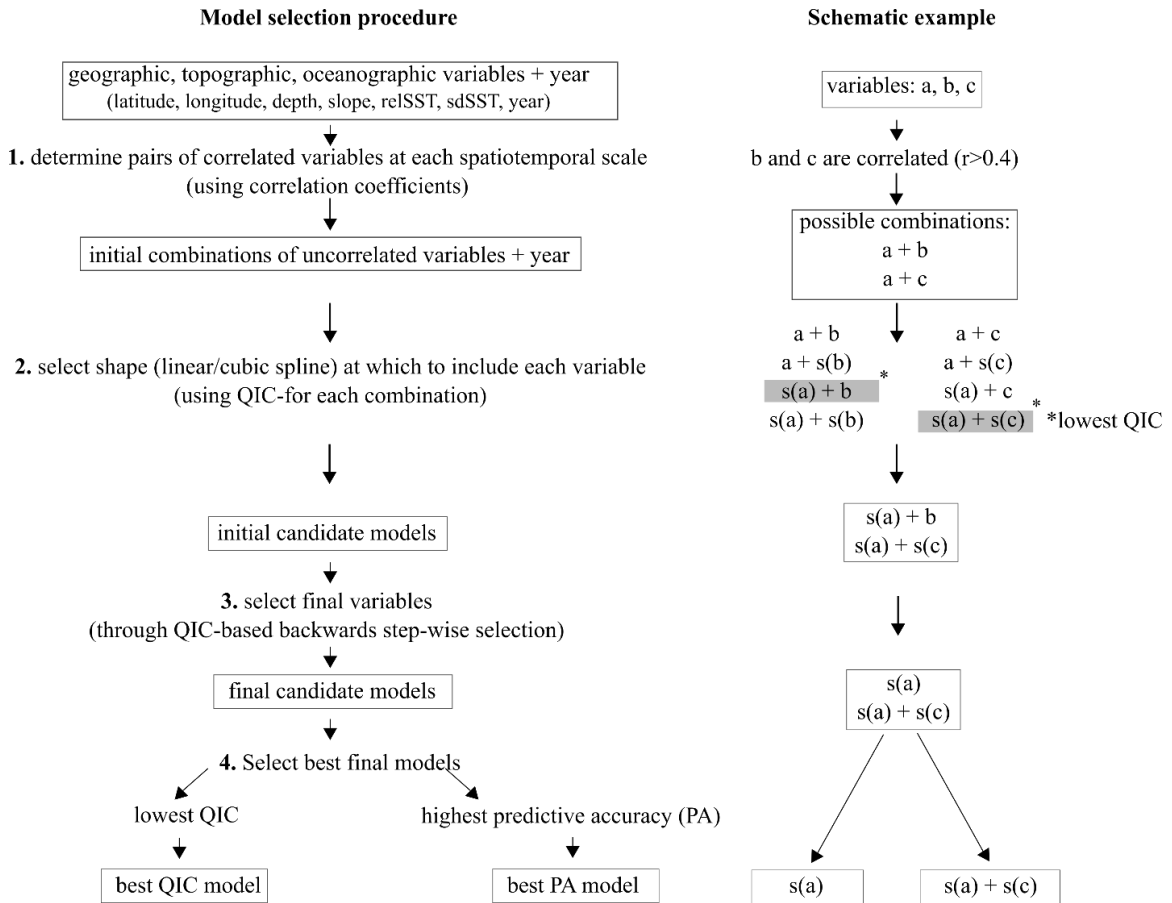 Model selection procedure
geographic, topographic, oceanographic variables + year
(latitude, longitude, depth, slope, relSST, sdSST, year)
1. determine pairs of correlated variables at each spatiotemporal scale
(using correlation coefficients)
initial combinations of uncorrelated variables + year
2. select shape (linear/cubic spline) at which to include each variable
(using QIC-for each combination)
initial candidate models
3. select final variables
(through QIC-based backwards step-wise selection)
final candidate models
4. Select best final models
lowest QIC
highest predictive accuracy (PA)
best QIC model
best PA model
Schematic example
variables: a, b, c
b and c are correlated (r>0.4)
possible combinations:
a + b
a + c
a + b
a + s(b)
s(a) + b *
s(a) + s(b)
a + c
a + s(c)
s(a) + c
s(a) + s(c) *
*lowest QIC
s(a) + b
s(a) + s(c)
s(a)
s(a) + s(c)
s(a)
s(a) + s(c)